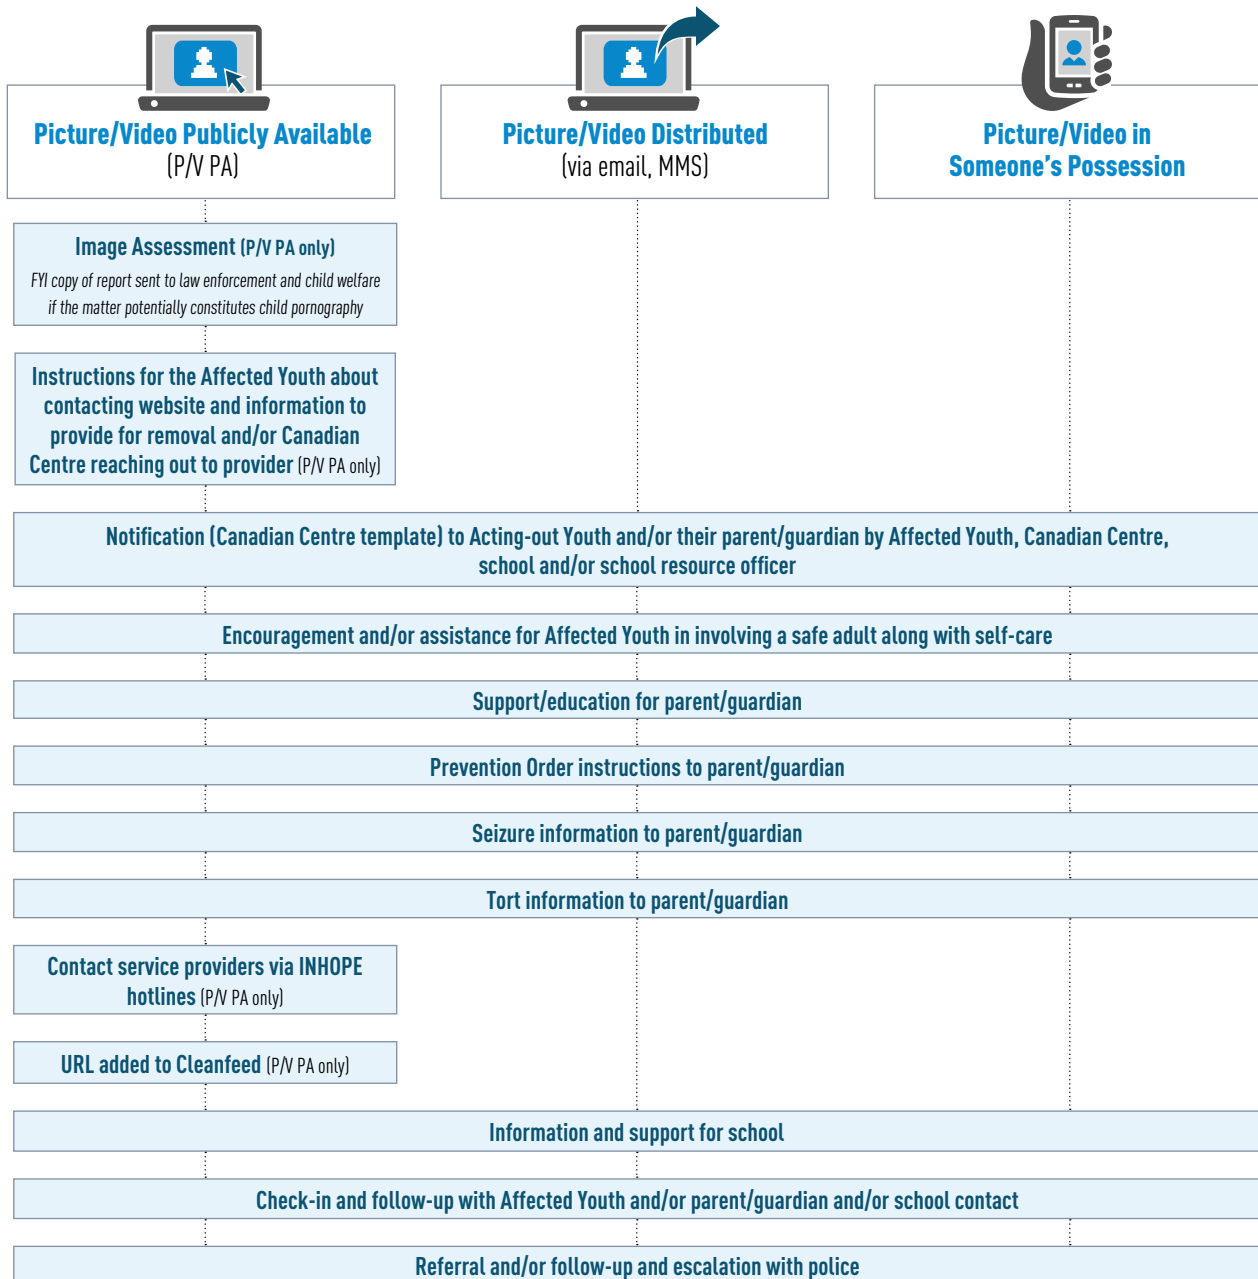 Picture/Video Publicly Available
(P/V PA)
Picture/Video Distributed
(via email, MMS)
Picture/Video in
Someone's Possession
Image Assessment (P/V PA only)
FYI copy of report sent to law enforcement and child welfare
if the matter potentially constitutes child pornography
Instructions for the Affected Youth about
contacting website and information to
provide for removal and/or Canadian
Centre reaching out to provider (P/V PA only)
Notification (Canadian Centre template) to Acting-out Youth and/or their parent/guardian by Affected Youth, Canadian Centre,
school and/or school resource officer
Encouragement and/or assistance for Affected Youth in involving a safe adult along with self-care
Support/education for parent/guardian
Prevention Order instructions to parent/guardian
Seizure information to parent/guardian
Tort information to parent/guardian
Contact service providers via INHOPE
hotlines (P/V PA only)
URL added to Cleanfeed (P/V PA only)
Information and support for school
Check-in and follow-up with Affected Youth and/or parent/guardian and/or school contact
Referral and/or follow-up and escalation with police